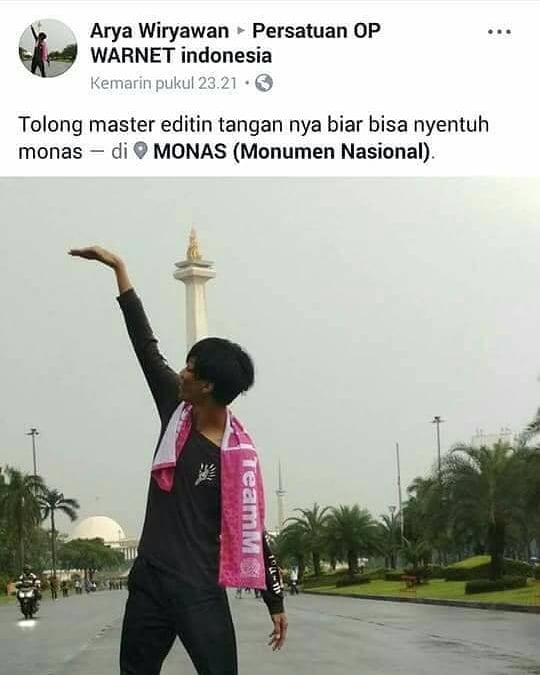 Arya Wiryawan ▸ Persatuan OP
WARNET indonesia
Kemarin pukul 23.21 ·
Tolong master editin tangan nya biar bisa nyentuh
monas — di MONAS (Monumen Nasional).
TeamM